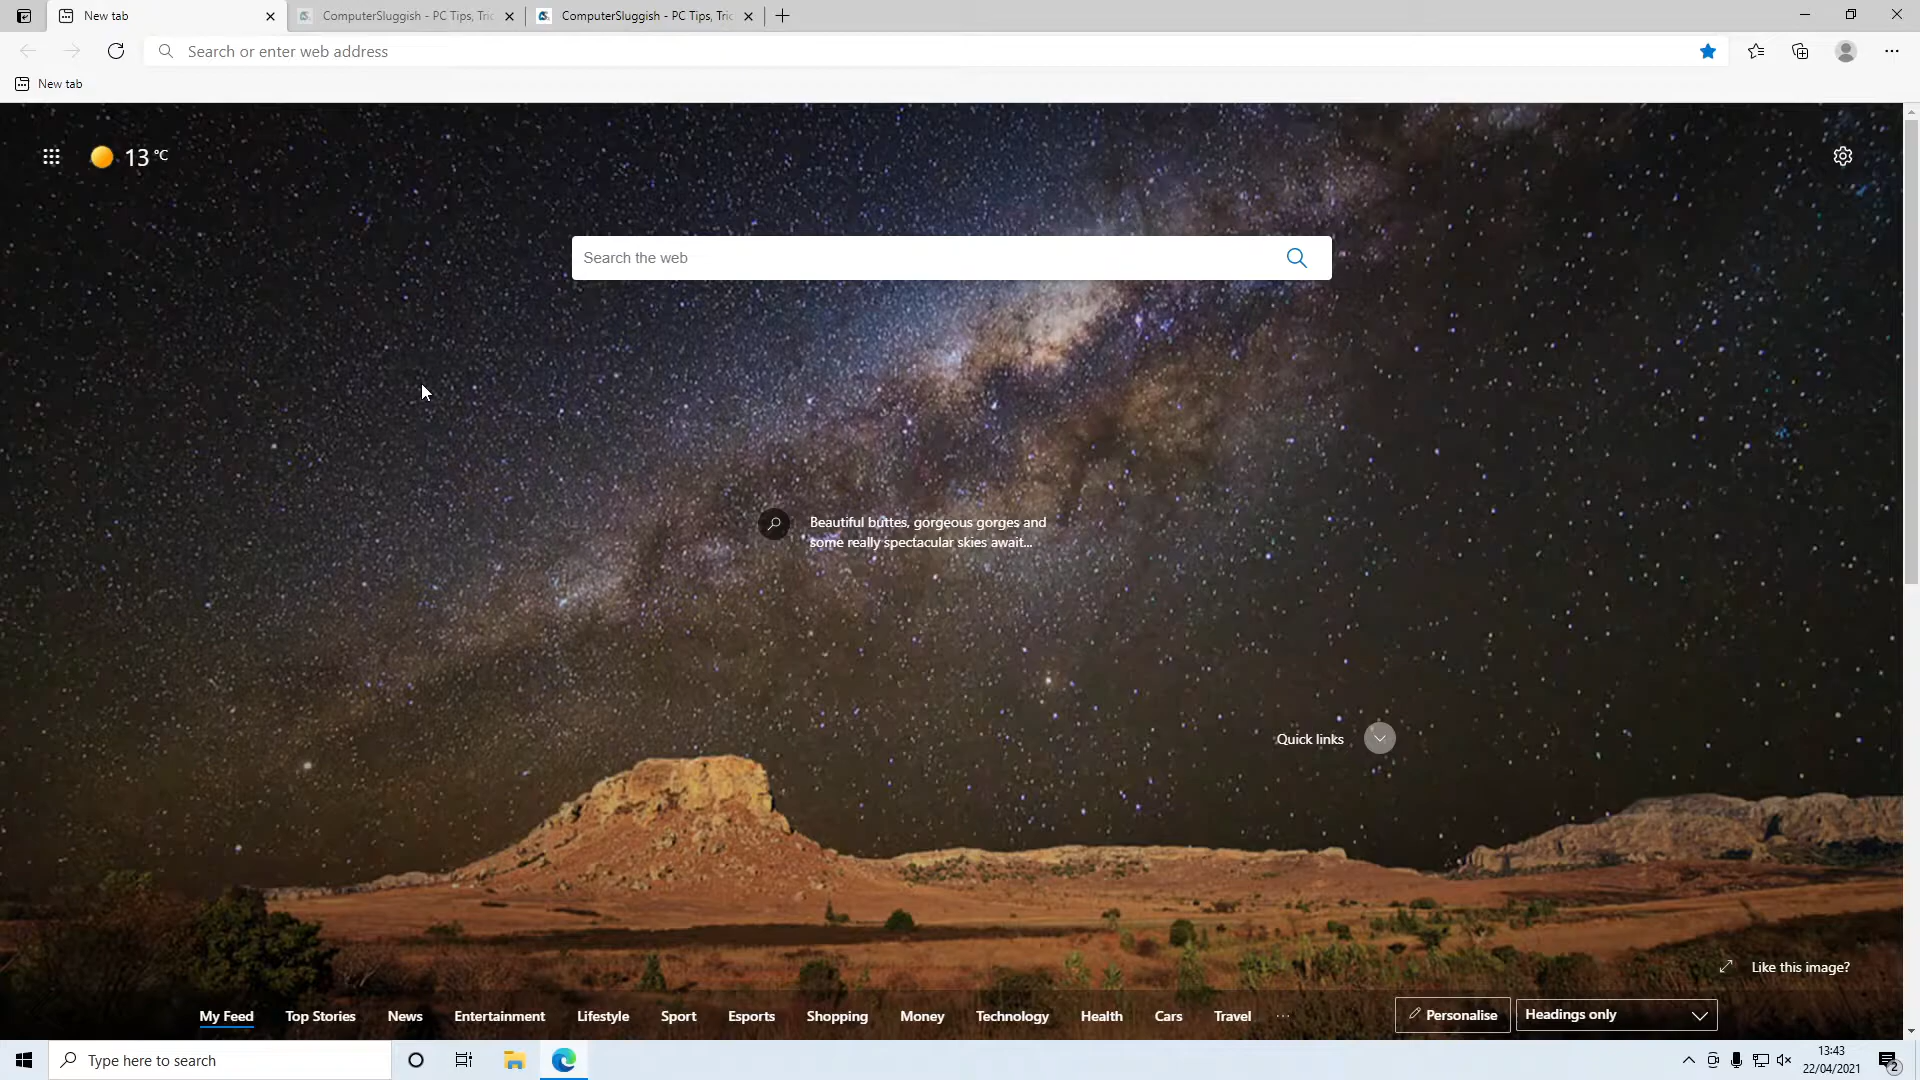 New tab
ComputerSluggish - PC Tips, Tric
ComputerSluggish - PC Tips, Tric
Search or enter web address
New tab
13 °C
Search the web
Beautiful buttes, gorgeous gorges and
some really spectacular skies await...
Quick links
Like this image?
My Feed Top Stories News Entertainment Lifestyle Sport Esports Shopping Money Technology Health Cars Travel ... Personalise Headings only
Type here to search
13:43
22/04/2021
2